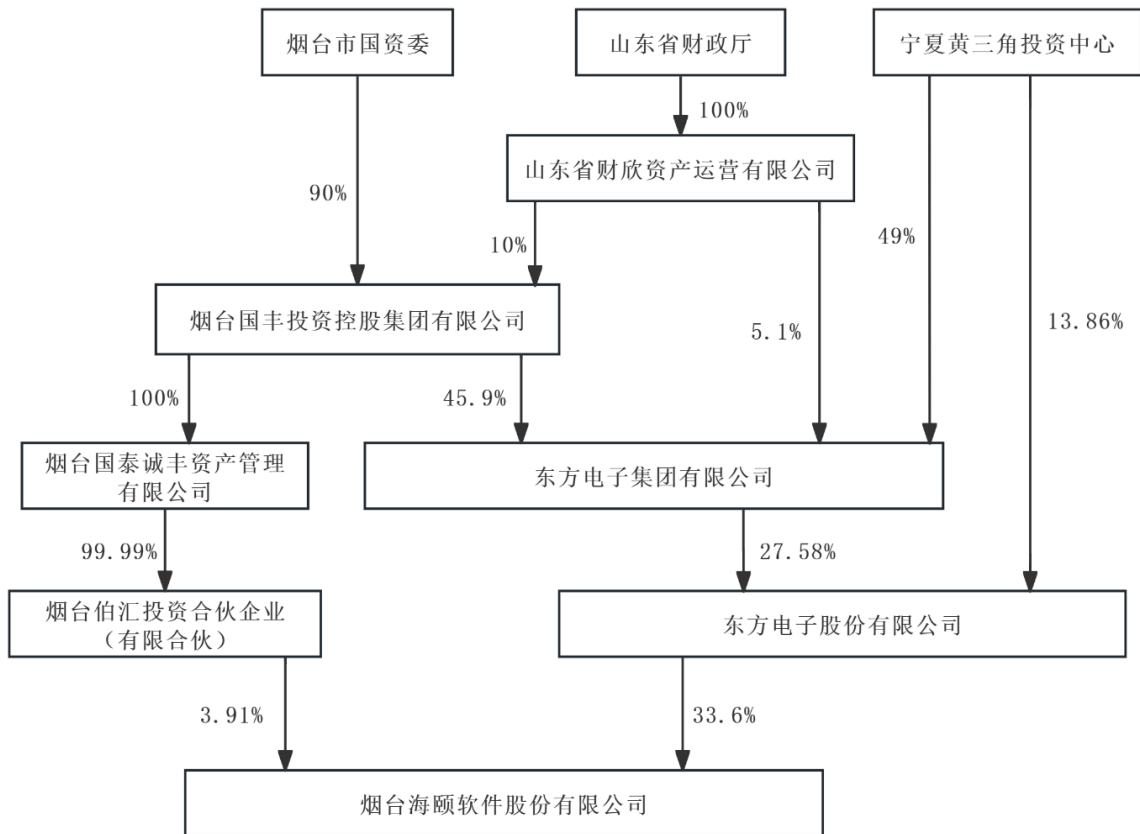 烟台市国资委
山东省财政厅
宁夏黄三角投资中心
100%
山东省财欣资产运营有限公司
90%
10%
49%
烟台国丰投资控股集团有限公司
5.1%
13.86%
100%
45.9%
烟台国泰诚丰资产管理
有限公司
东方电子集团有限公司
99.99%
27.58%
烟台伯汇投资合伙企业
（有限合伙）
东方电子股份有限公司
3.91%
33.6%
烟台海颐软件股份有限公司